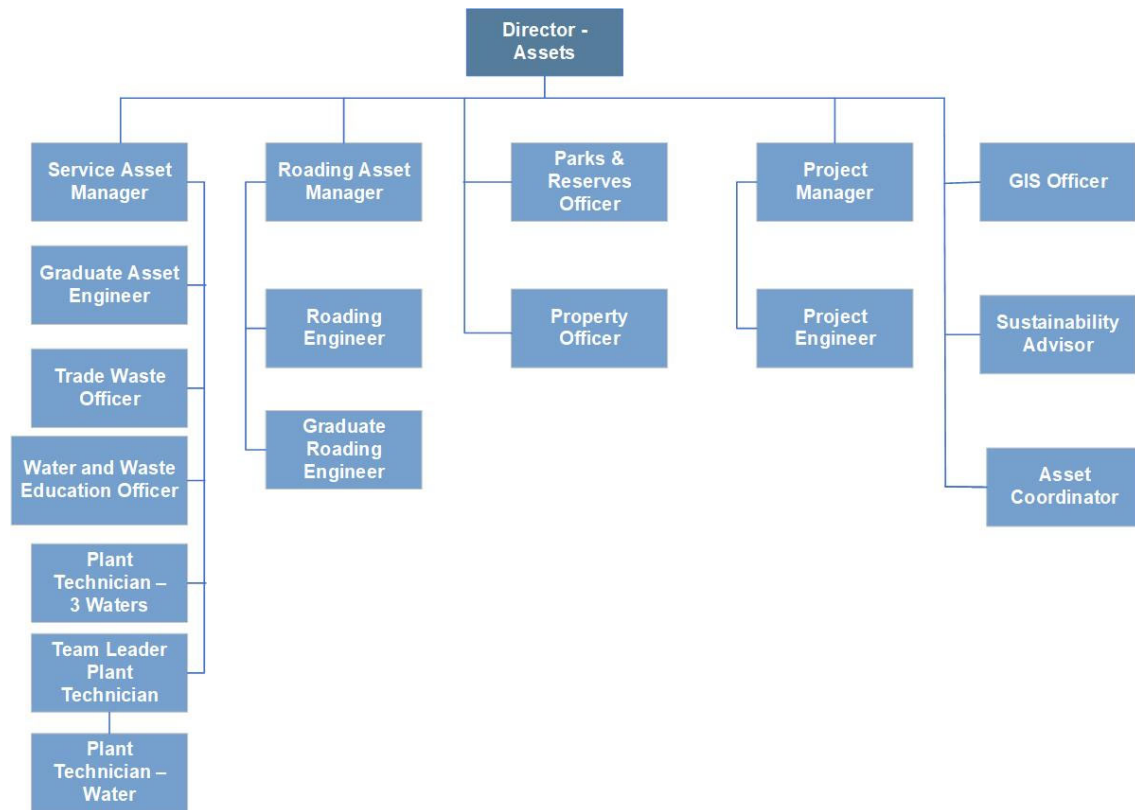 Director -
Assets
Service Asset
Manager
Graduate Asset
Engineer
Trade Waste
Officer
Water and Waste
Education Officer
Plant
Technician –
3 Waters
Team Leader
Plant
Technician
Plant
Technician –
Water
Roading Asset
Manager
Roading
Engineer
Graduate
Roading
Engineer
Parks &
Reserves
Officer
Property
Officer
Project
Manager
Project
Engineer
GIS Officer
Sustainability
Advisor
Asset
Coordinator